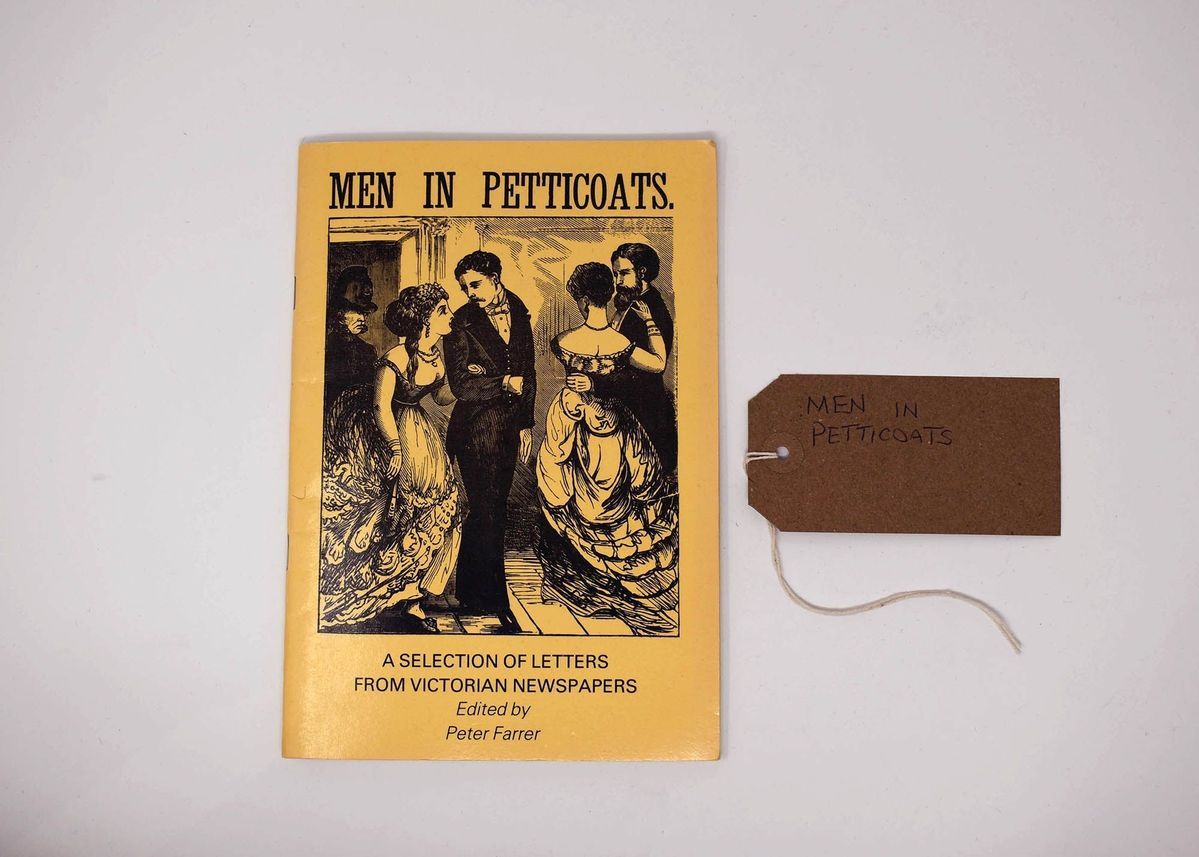 MEN IN PETTICOATS.
A SELECTION OF LETTERS
FROM VICTORIAN NEWSPAPERS
Edited by
Peter Farrer
MEN IN
PETTICOATS